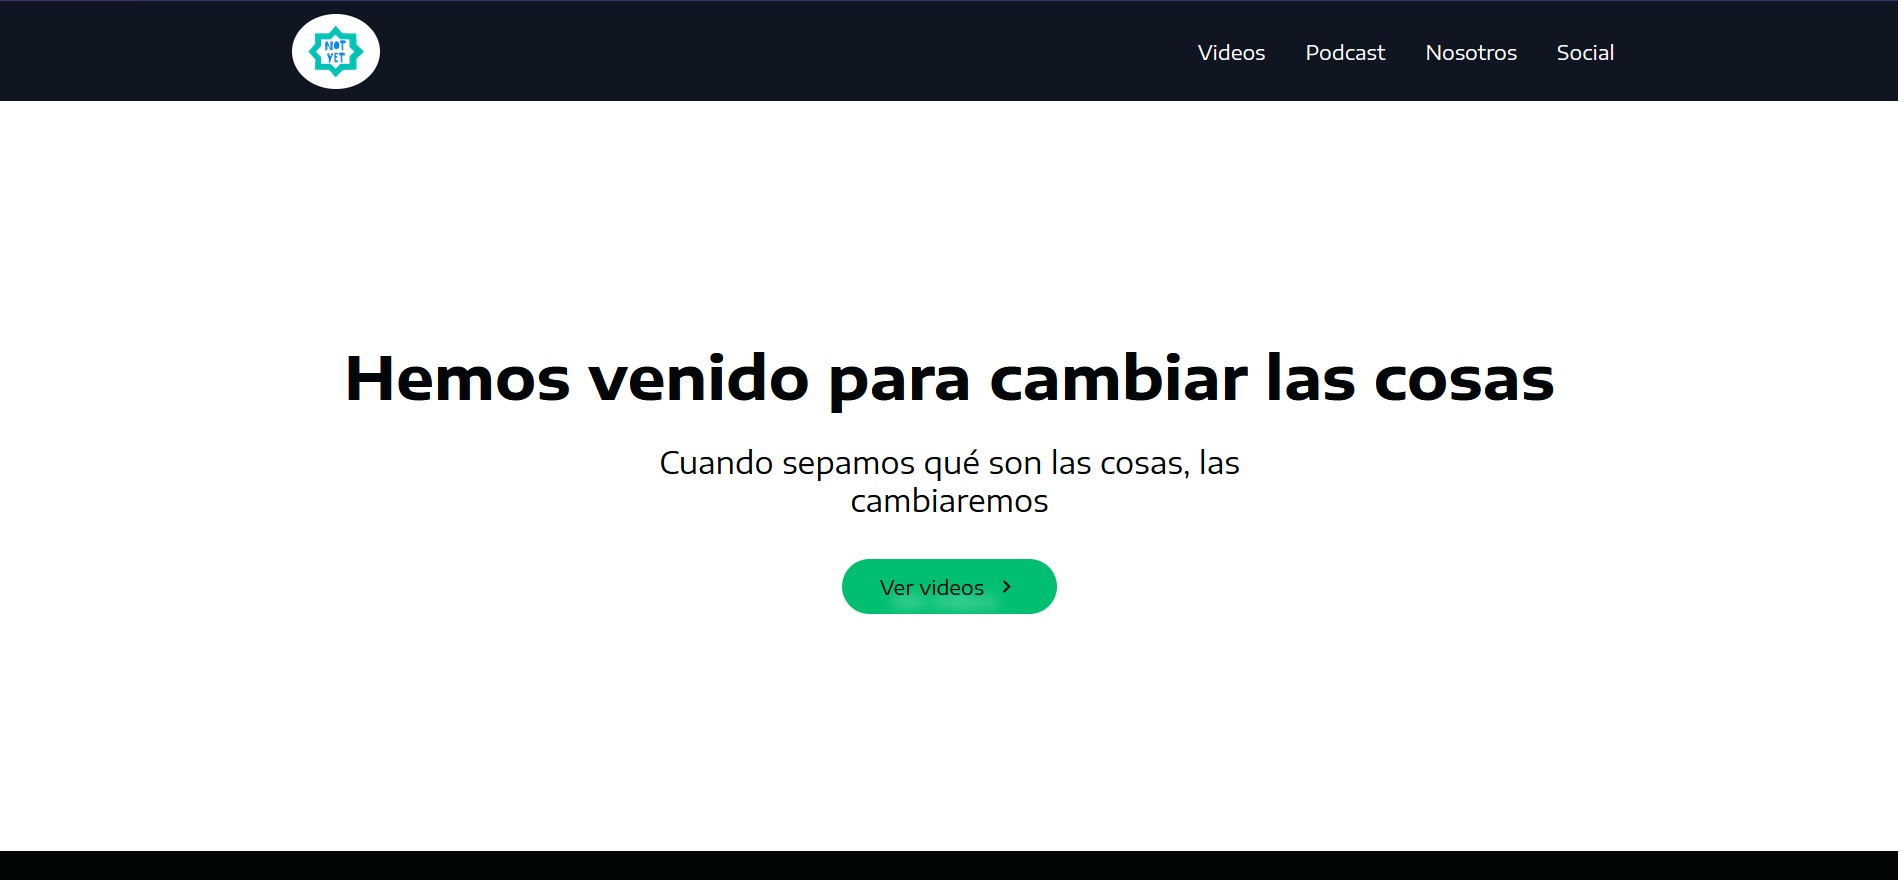 NOT
YET
Videos Podcast Nosotros Social
Hemos venido para cambiar las cosas
Cuando sepamos qué son las cosas, las
cambiaremos
Ver videos